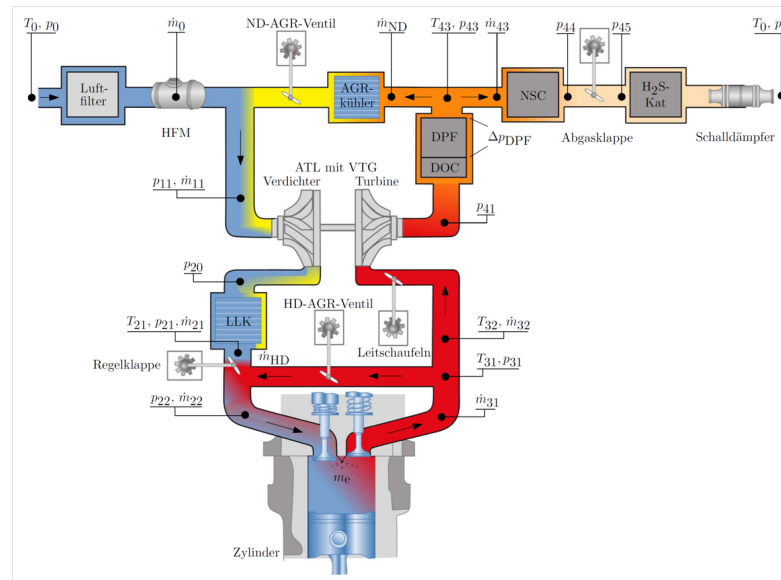 T0, p0
ṁ0
ND-AGR-Ventil
ṁND
T43, p43
ṁ43
p44
p45
T0, p
Luft-
filter
AGR-
kühler
NSC
H2S-
Kat
HFM
Abgasklappe
Schalldämpfer
DPF
DOC
ΔpDPF
ATL mit VTG
Verdichter
Turbine
p11, ṁ11
p41
p20
HD-AGR-Ventil
LLK
T21, p21, ṁ21
Leitschaufeln
T32, ṁ32
Regelklappe
ṁHD
T31, p31
p22, ṁ22
ṁ31
me
Zylinder